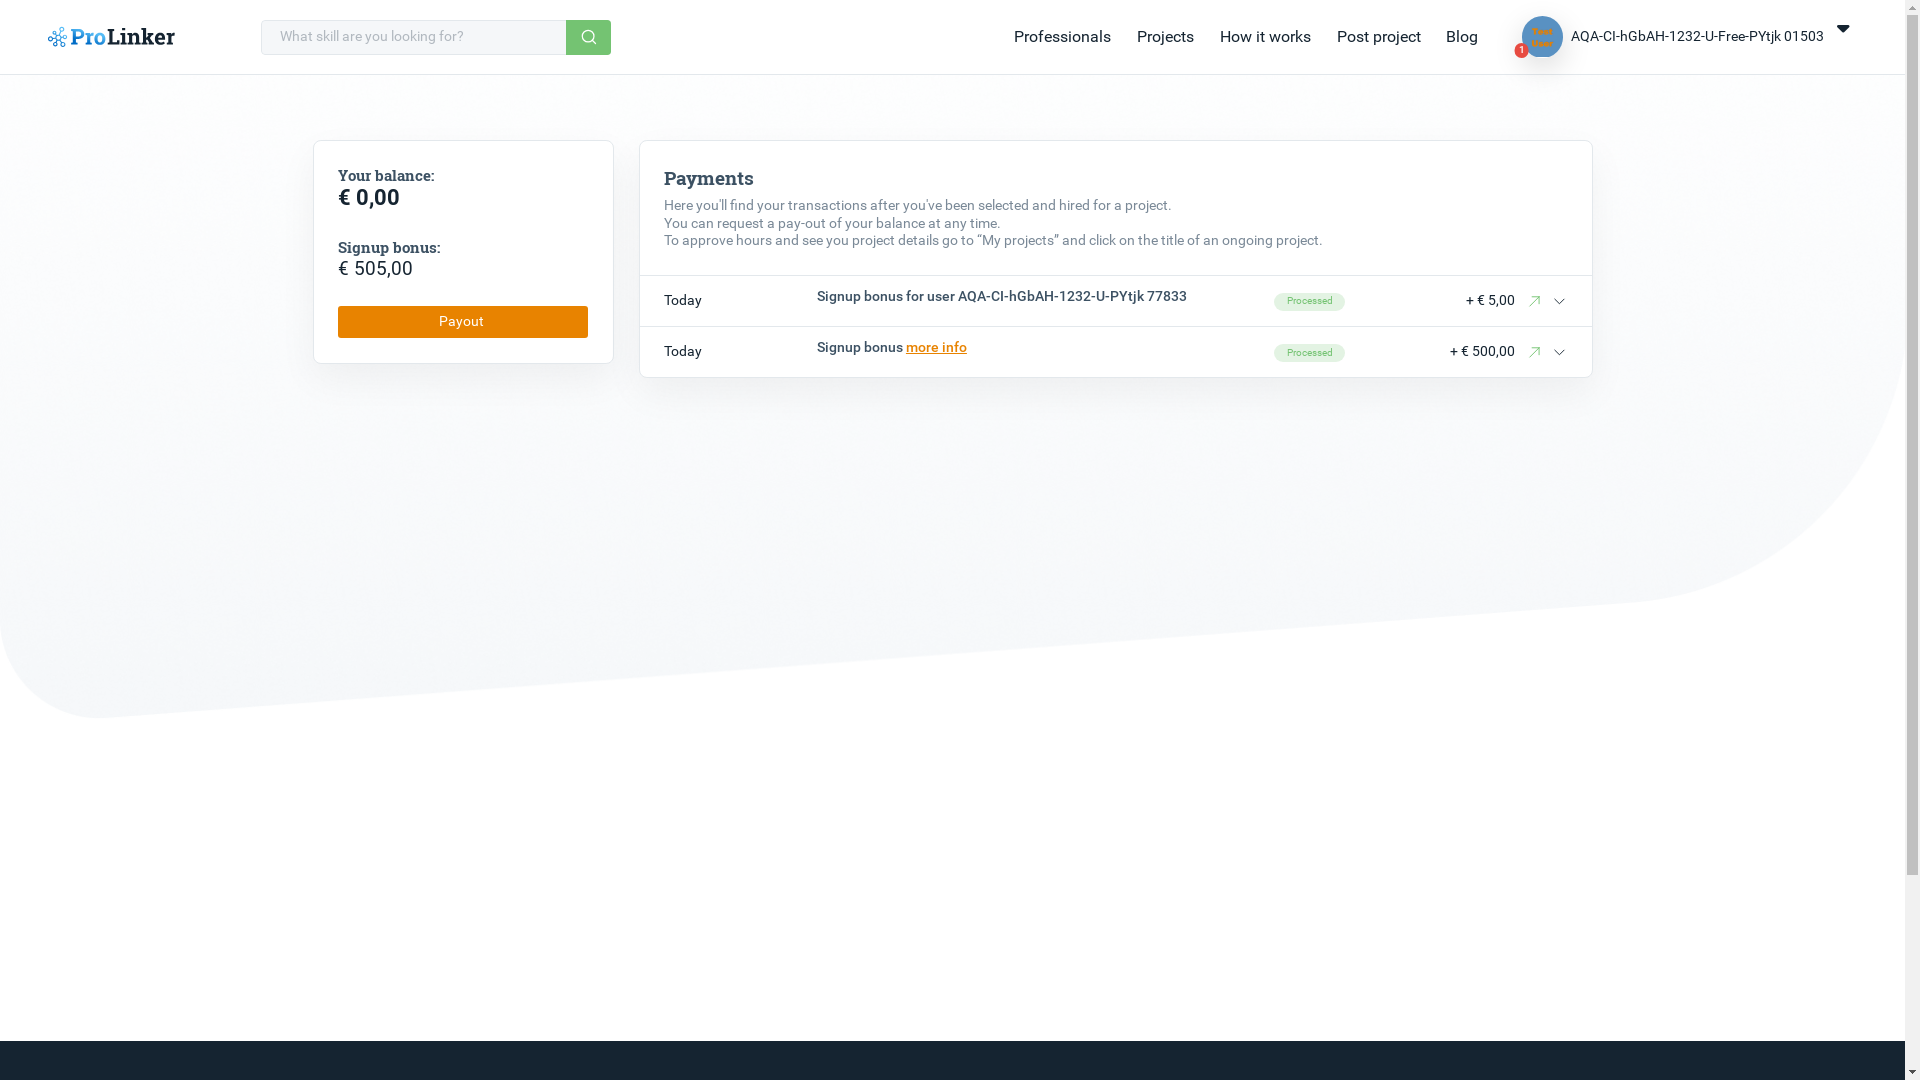 ProLinker
What skill are you looking for?
Professionals
Projects
How it works
Post project
Blog
Test
User
1
AQA-CI-hGbAH-1232-U-Free-PYtjk 01503
Your balance:
€ 0,00
Signup bonus:
€ 505,00
Payout
Payments
Here you'll find your transactions after you've been selected and hired for a project.
You can request a pay-out of your balance at any time.
To approve hours and see you project details go to “My projects” and click on the title of an ongoing project.
Today Signup bonus for user AQA-CI-hGbAH-1232-U-PYtjk 77833 Processed + € 5,00
Today Signup bonus more info Processed + € 500,00